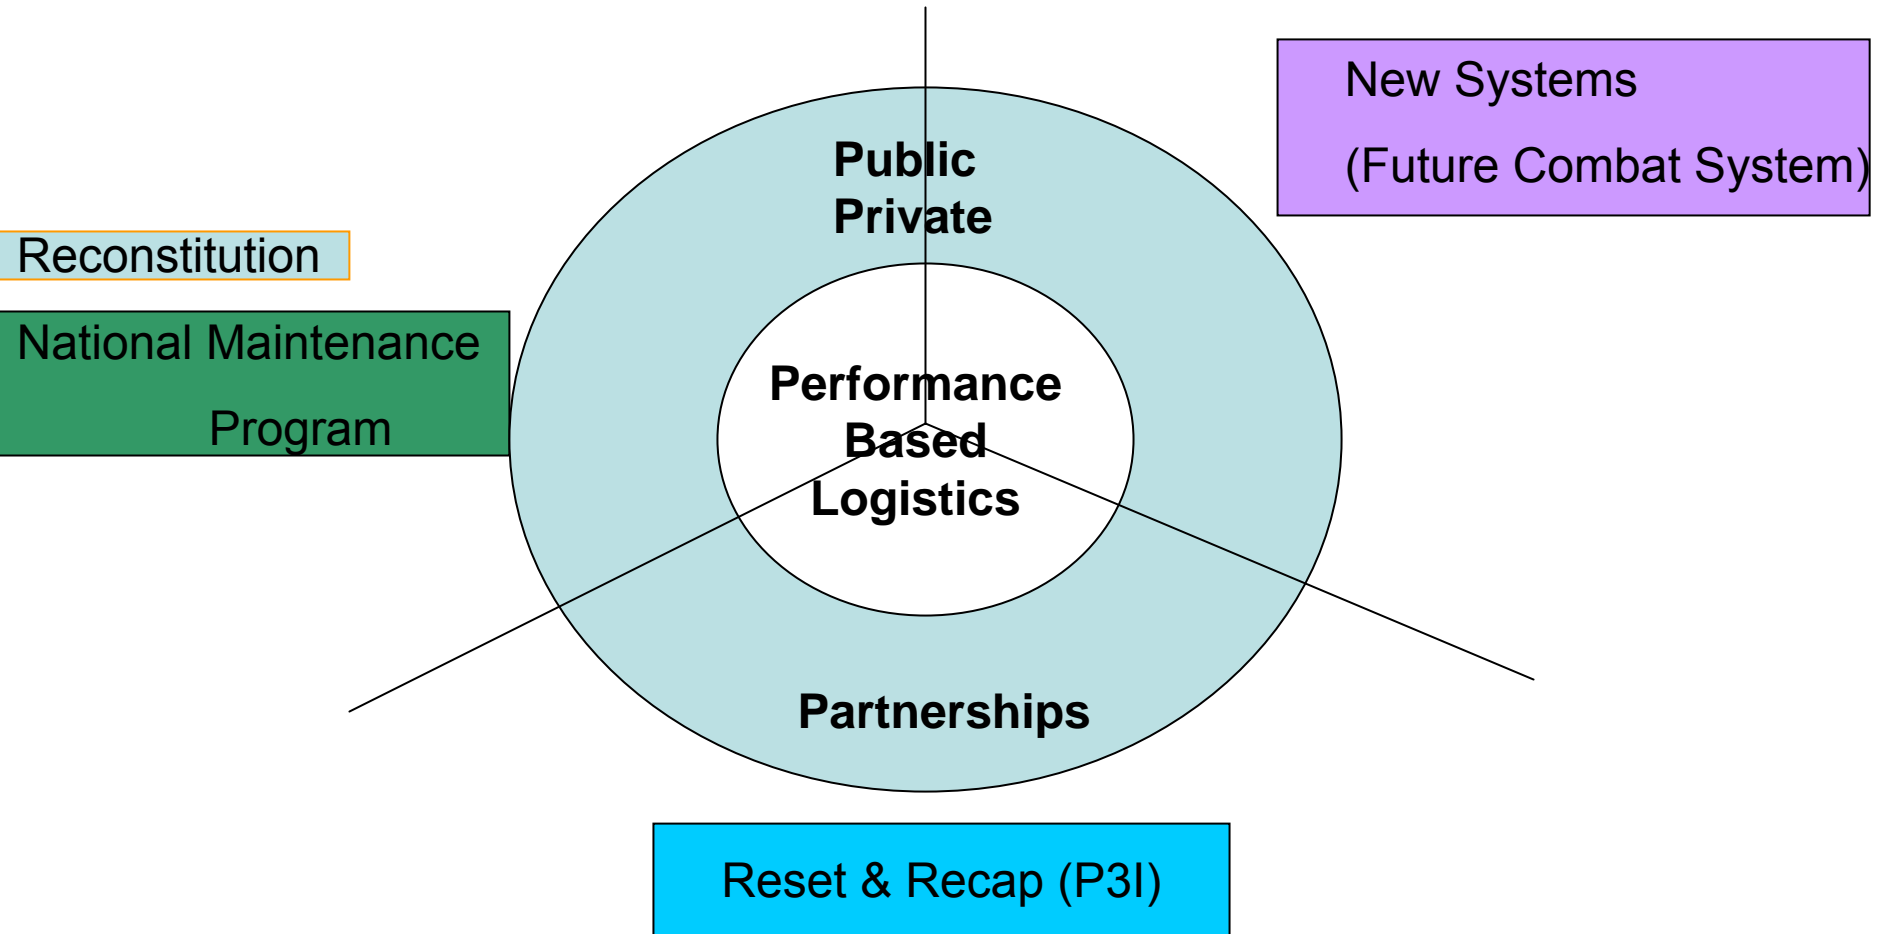 New Systems
(Future Combat System)
Public
Private
Reconstitution
National Maintenance
Program
Performance
Based
Logistics
Partnerships
Reset & Recap (P3I)